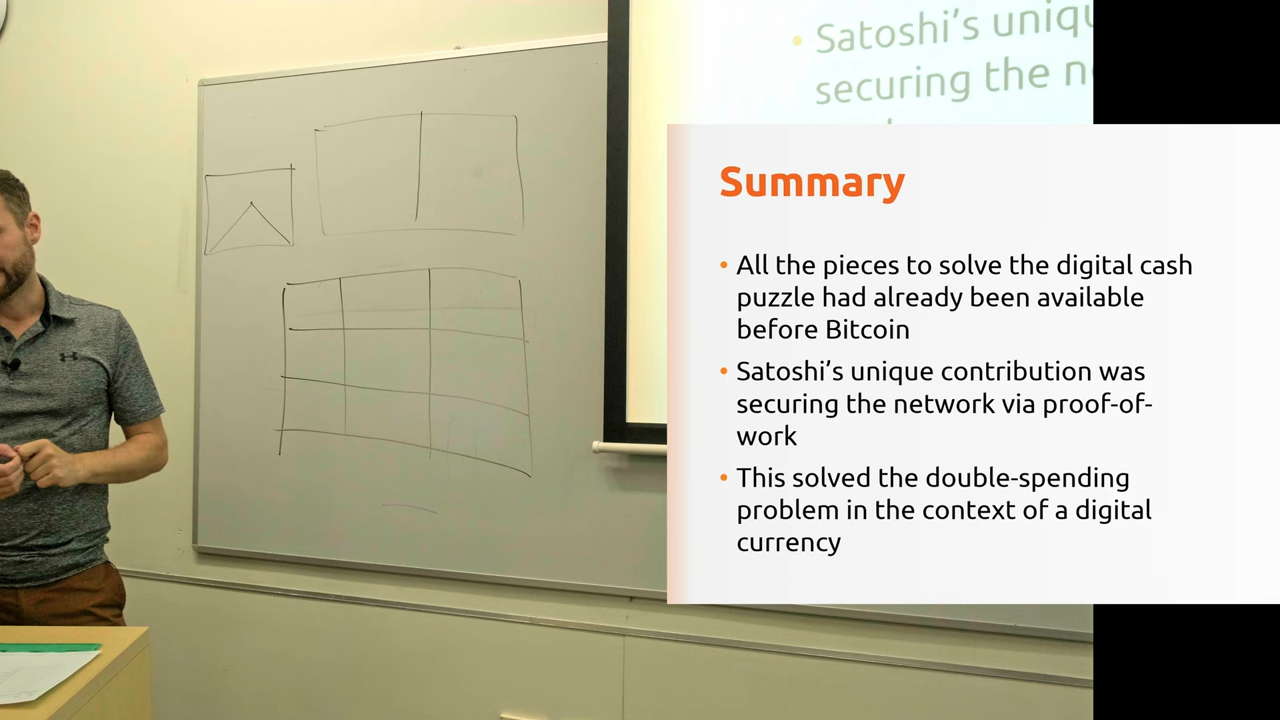 Satoshi's uniqu
securing the n
Summary
• All the pieces to solve the digital cash
puzzle had already been available
before Bitcoin
• Satoshi's unique contribution was
securing the network via proof-of-
work
• This solved the double-spending
problem in the context of a digital
currency